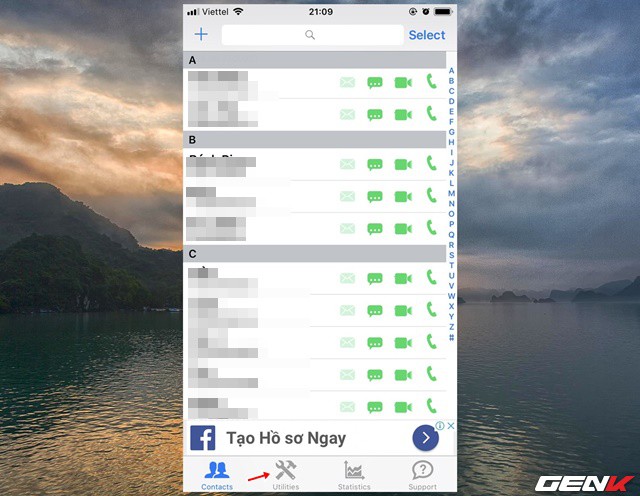 Viettel 21:09
Select
A
B
C
A
B
C
D
E
F
G
H
I
J
K
L
M
N
O
P
Q
R
S
T
U
V
W
X
Y
Z
#
Tạo Hồ sơ Ngay
Contacts Utilities Statistics Support
GENK